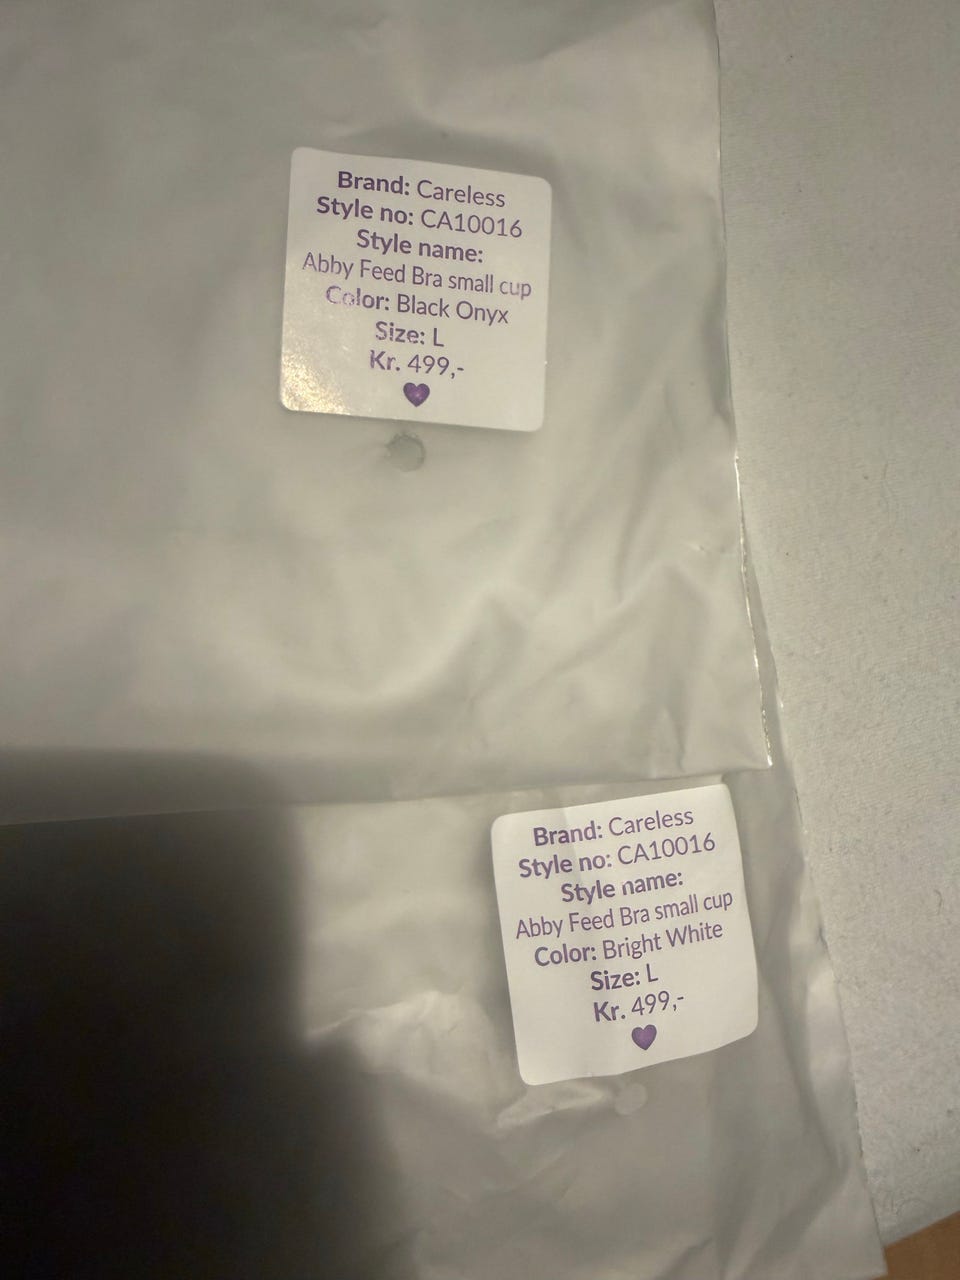 Brand: Careless
Style no: CA10016
Style name:
Abby Feed Bra small cup
Color: Black Onyx
Size: L
Kr. 499,-
Brand: Careless
Style no: CA10016
Style name:
Abby Feed Bra small cup
Color: Bright White
Size: L
Kr. 499,-